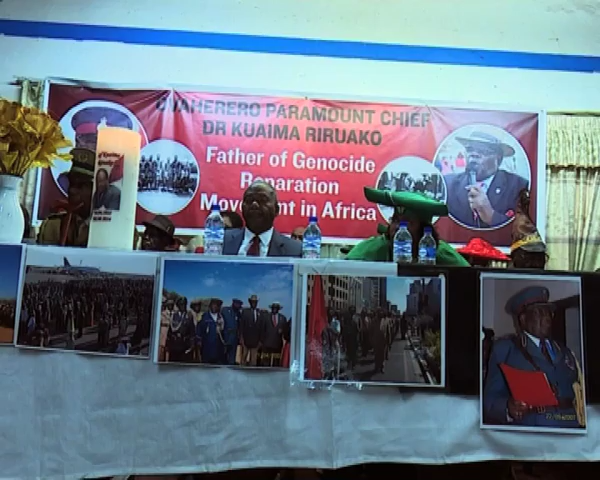 OVAHERERO PARAMOUNT CHIEF
DR KUAIMA RIRUAKO
Father of Genocide
Reparation
Movement in Africa